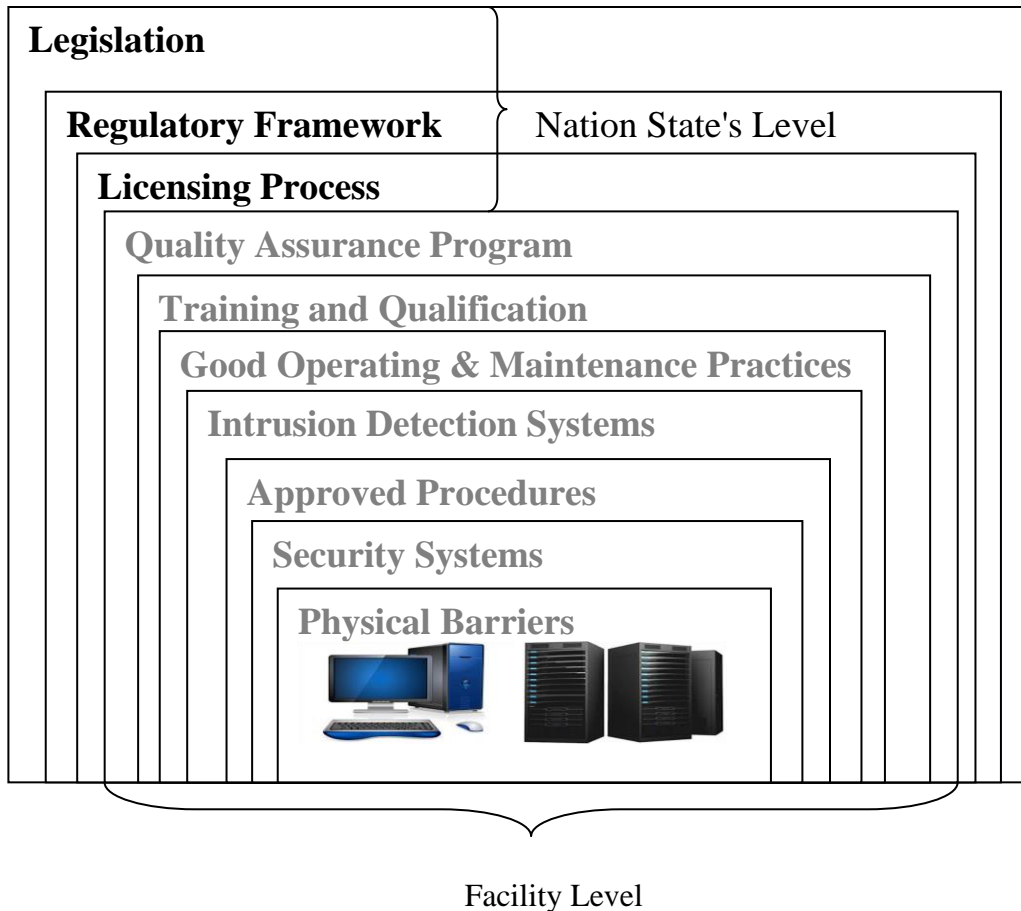 Legislation
Regulatory Framework Nation State's Level
Licensing Process
Quality Assurance Program
Training and Qualification
Good Operating & Maintenance Practices
Intrusion Detection Systems
Approved Procedures
Security Systems
Physical Barriers
Facility Level